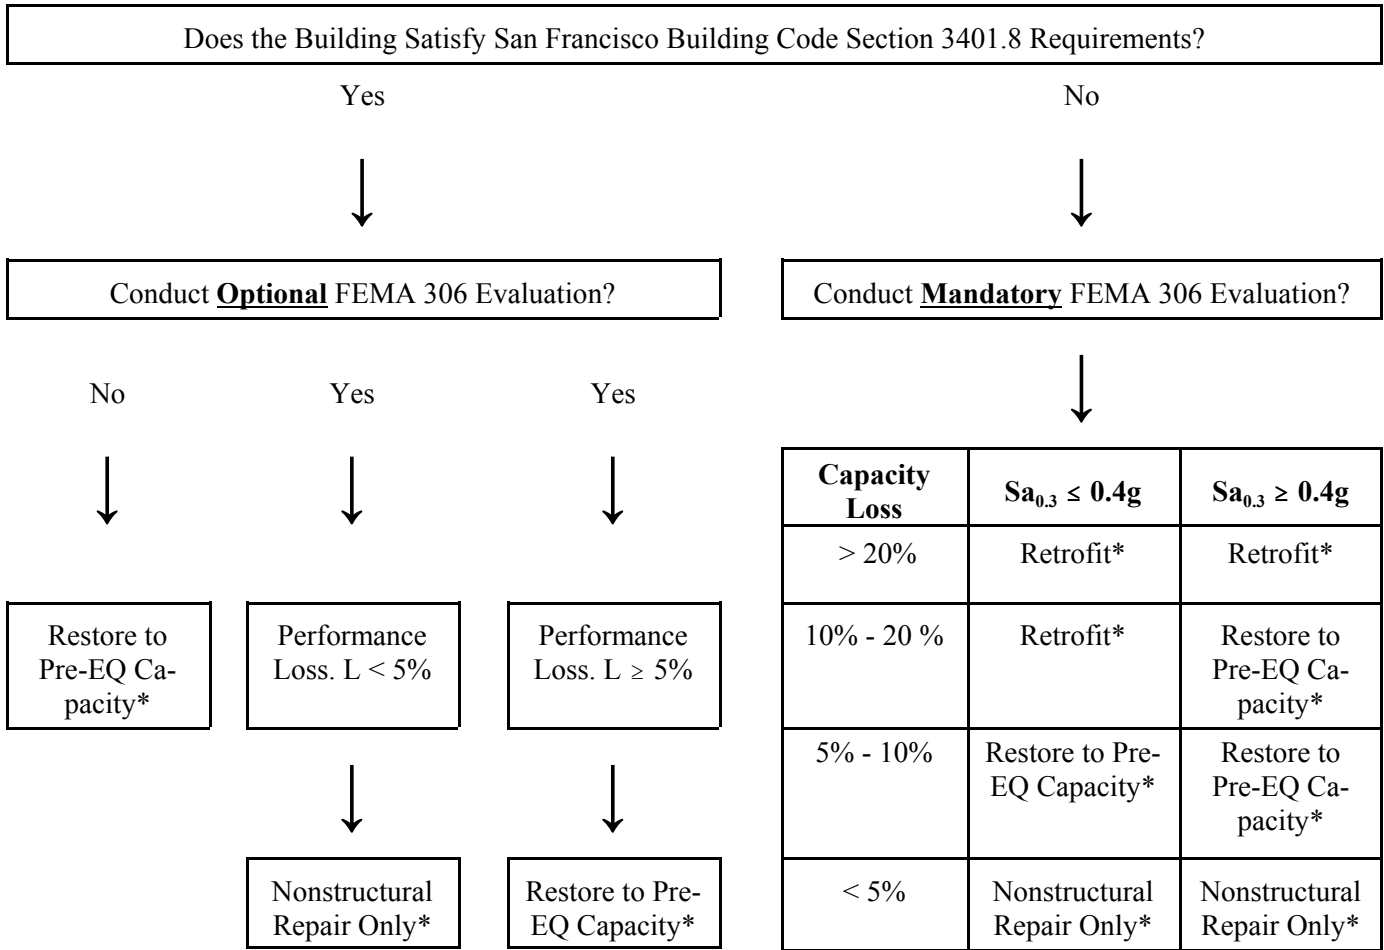 Does the Building Satisfy San Francisco Building Code Section 3401.8 Requirements?
Yes
No
Conduct Optional FEMA 306 Evaluation?
Conduct Mandatory FEMA 306 Evaluation?
No
Yes
Yes
Restore to
Pre-EQ Ca-
pacity*
Performance
Loss. L < 5%
Performance
Loss. L ≥ 5%
Nonstructural
Repair Only*
Restore to Pre-
EQ Capacity*
Capacity
Loss
Sa0.3 ≤ 0.4g
Sa0.3 ≥ 0.4g
> 20%
Retrofit*
Retrofit*
10% - 20 %
Retrofit*
Restore to
Pre-EQ Ca-
pacity*
5% - 10%
Restore to Pre-
EQ Capacity*
Restore to
Pre-EQ Ca-
pacity*
< 5%
Nonstructural
Repair Only*
Nonstructural
Repair Only*